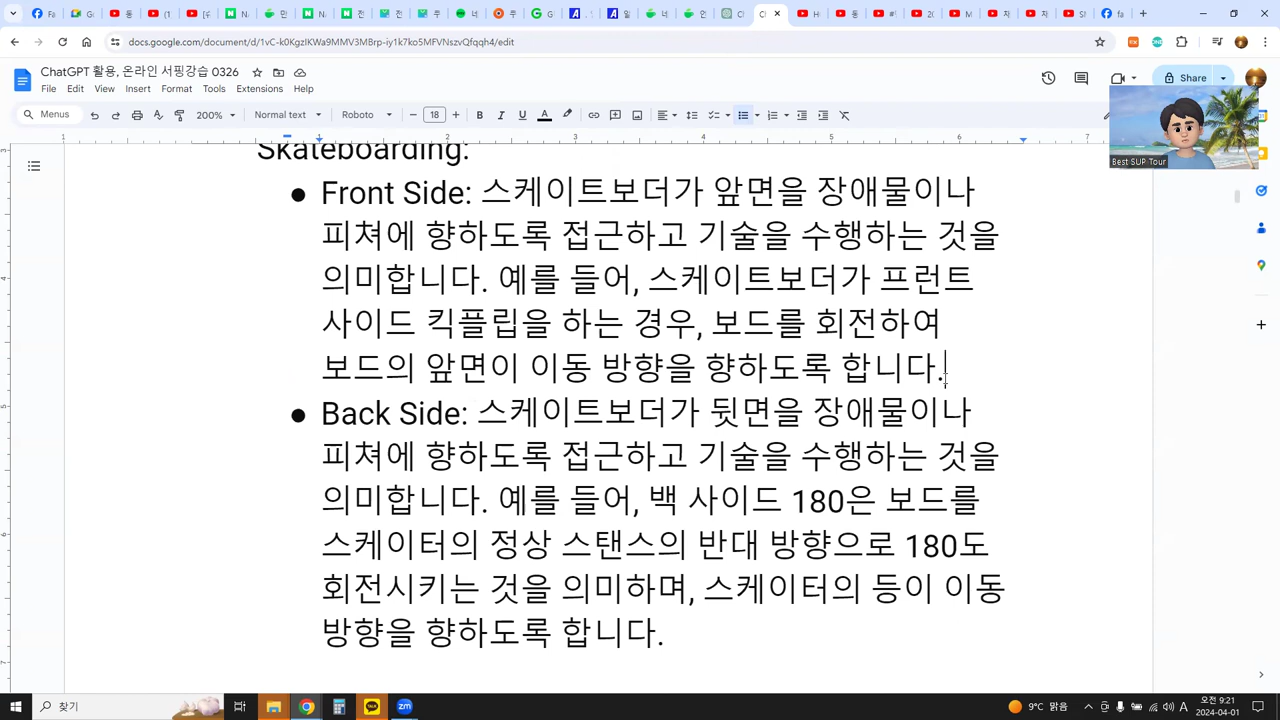 docs.google.com/document/d/1vC-k0KgzIKWa9MMV3MBrp-iy1k7ko5MFVNszvQfqqh4/edit
ChatGPT 활용, 온라인 서핑강습 0326
Share
File Edit View Insert Format Tools Extensions Help
Menus 200% Normal text Roboto 18
Best SUP Tour
Skateboarding:
● Front Side: 스케이트보더가 앞면을 장애물이나
피쳐에 향하도록 접근하고 기술을 수행하는 것을
의미합니다. 예를 들어, 스케이트보더가 프런트
사이드 킥플립을 하는 경우, 보드를 회전하여
보드의 앞면이 이동 방향을 향하도록 합니다.
● Back Side: 스케이트보더가 뒷면을 장애물이나
피쳐에 향하도록 접근하고 기술을 수행하는 것을
의미합니다. 예를 들어, 백 사이드 180은 보드를
스케이터의 정상 스탠스의 반대 방향으로 180도
회전시키는 것을 의미하며, 스케이터의 등이 이동
방향을 향하도록 합니다.
찾기
9°C 맑음
A
오전 9:21
2024-04-01